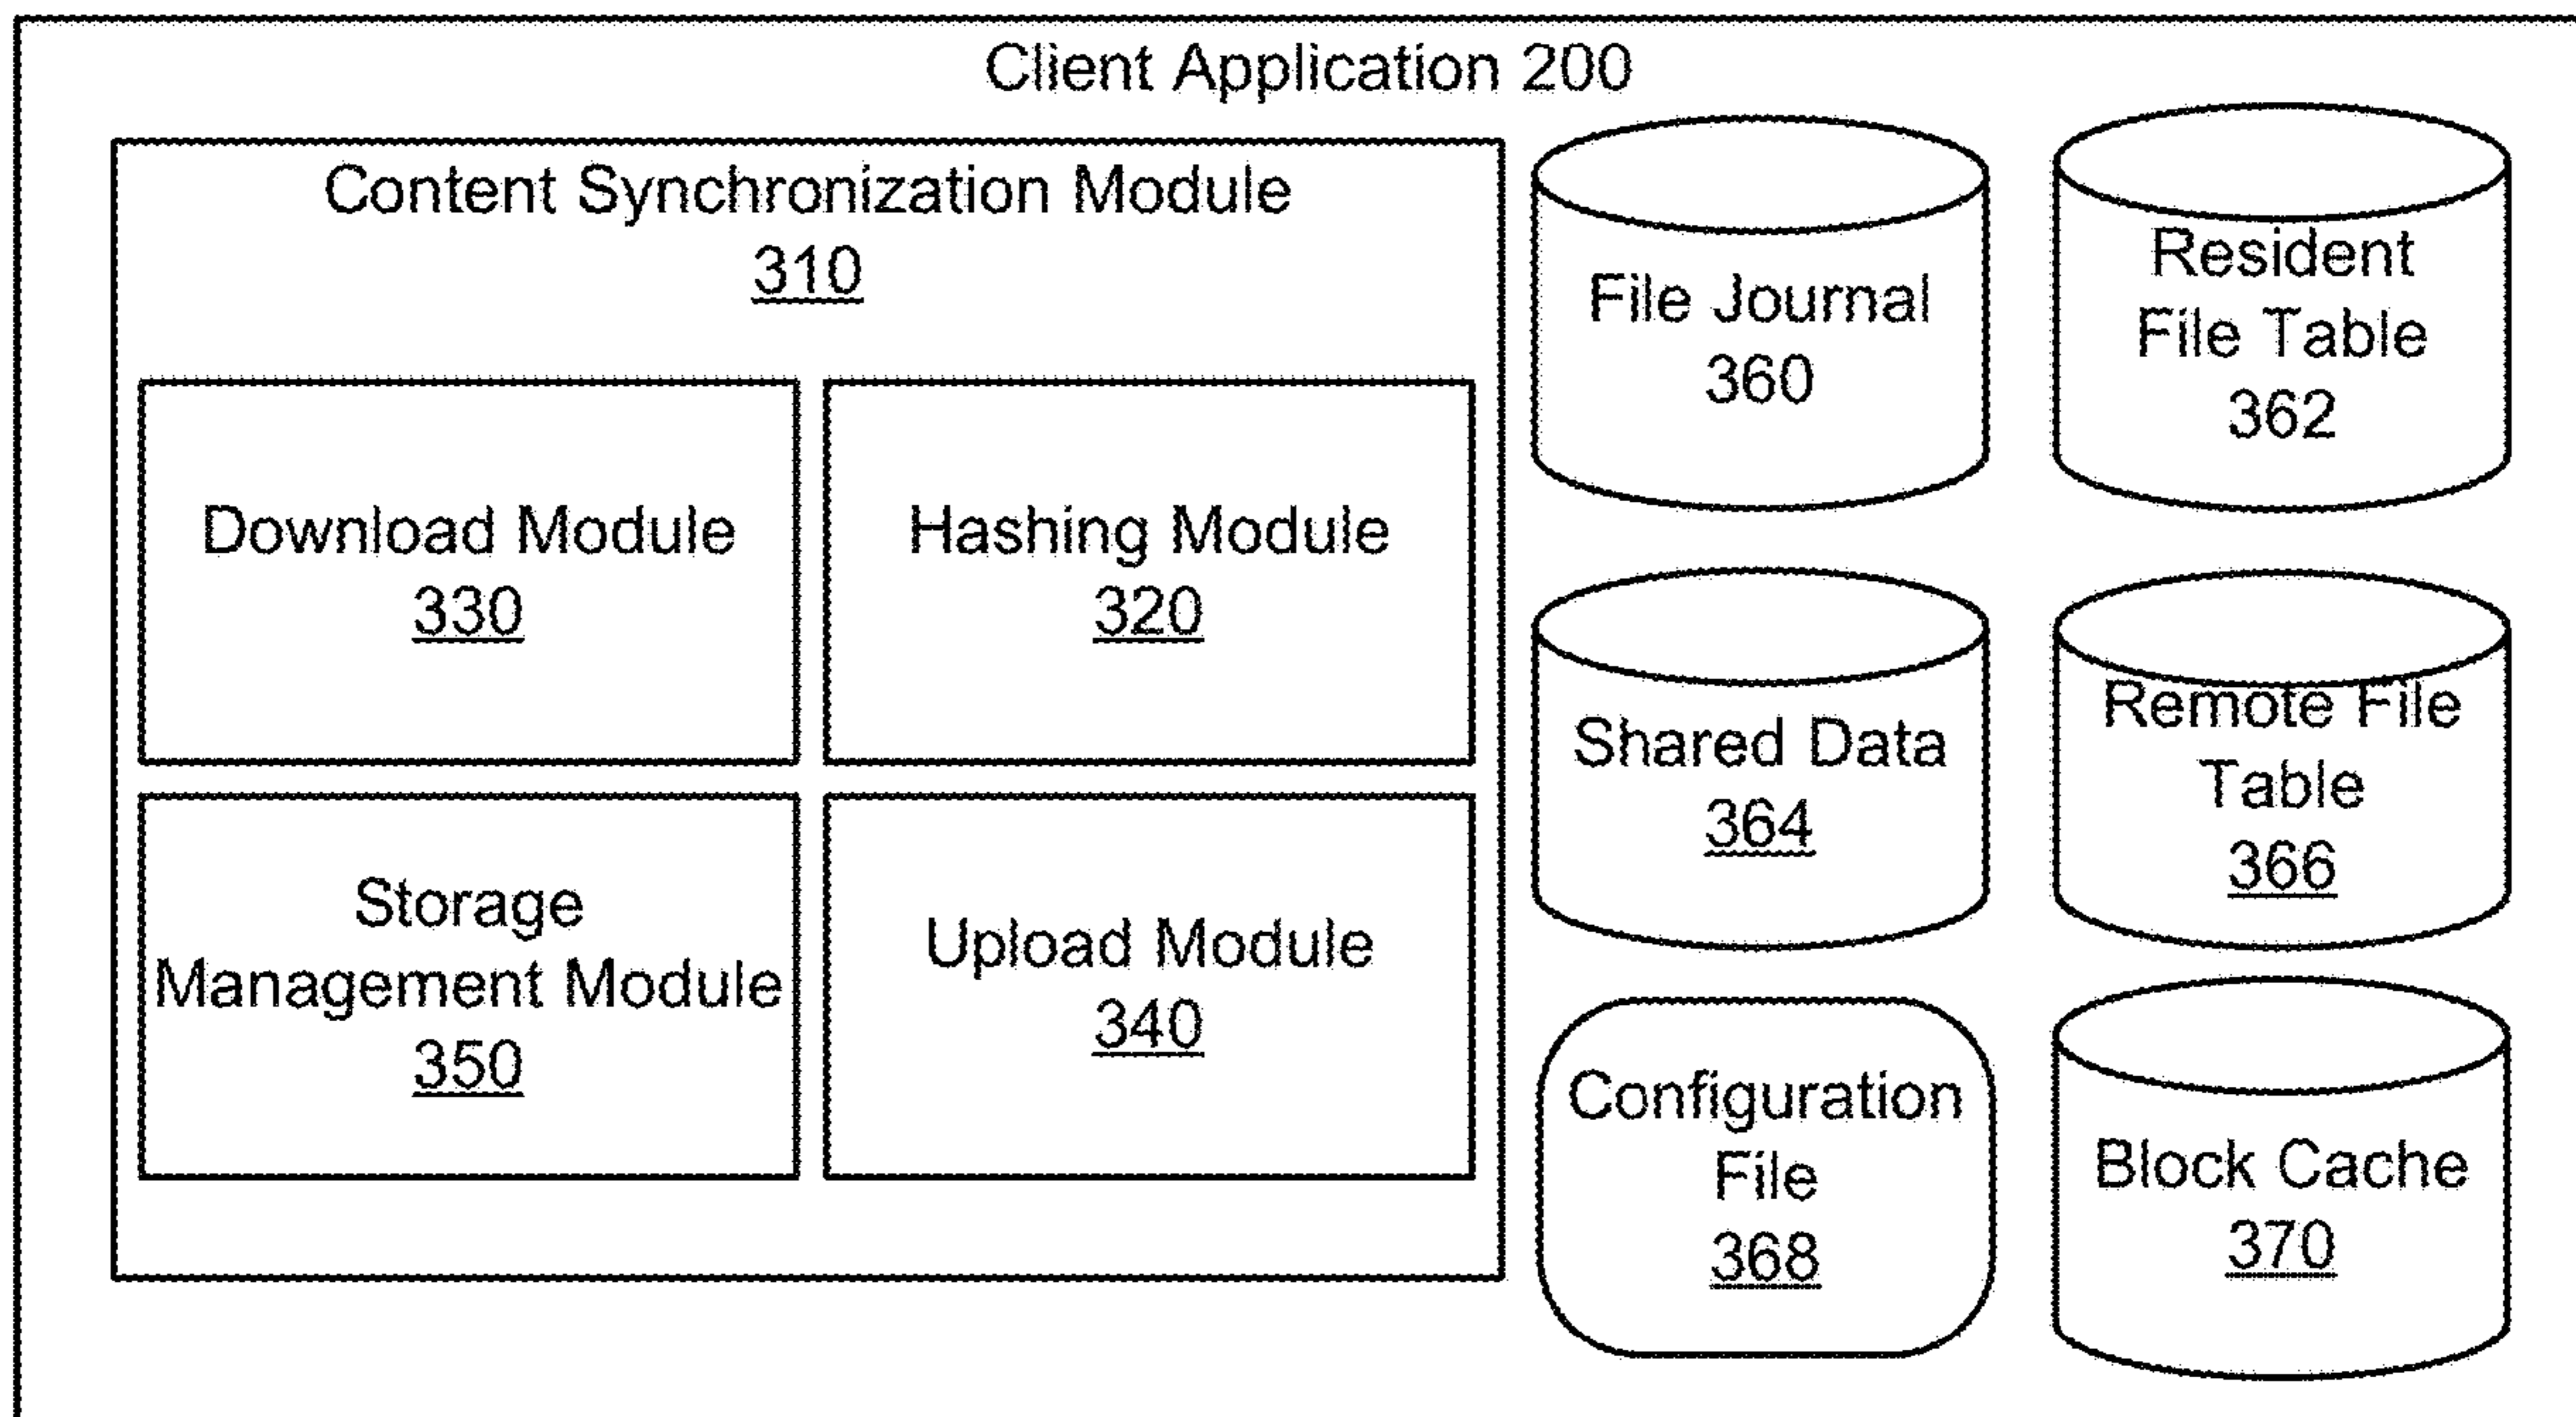 Client Application 200
Content Synchronization Module
310
Download Module
330
Hashing Module
320
Storage
Management Module
350
Upload Module
340
File Journal
360
Resident
File Table
362
Shared Data
364
Remote File
Table
366
Configuration
File
368
Block Cache
370